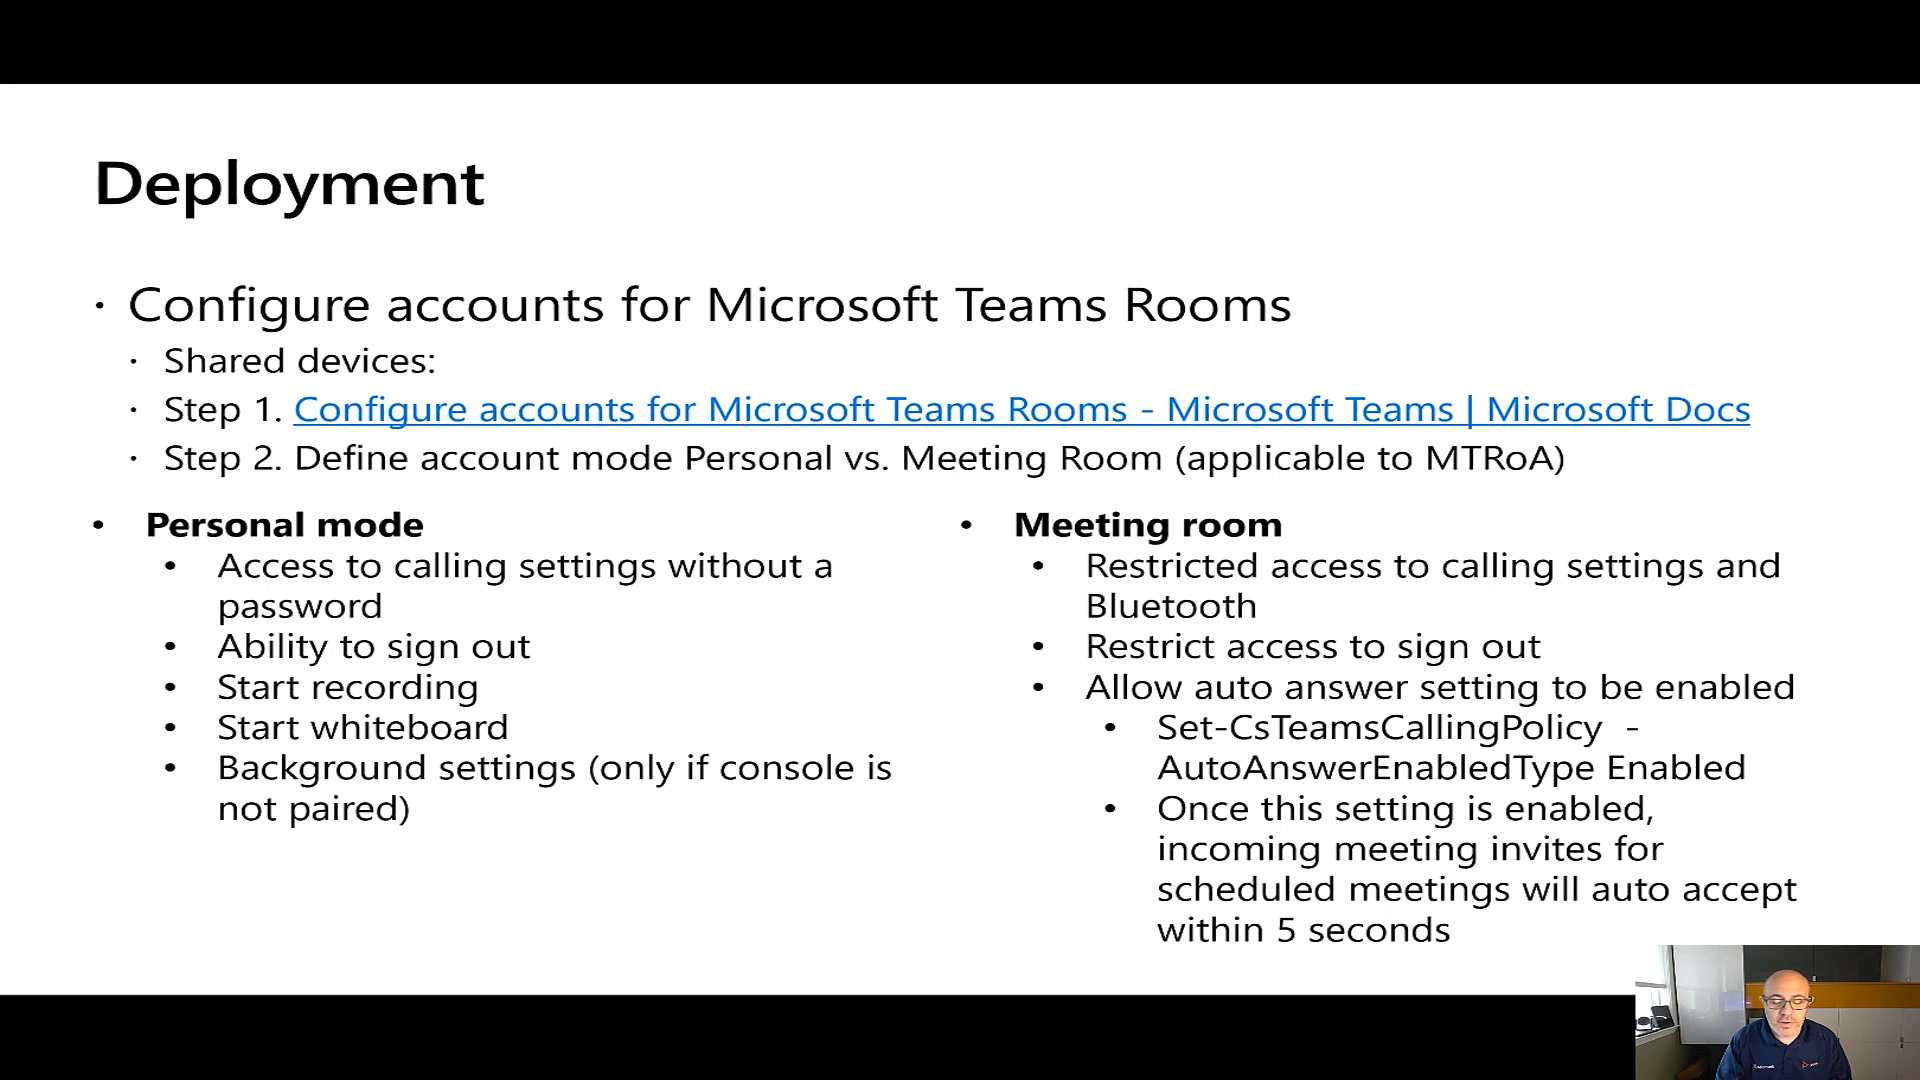 Deployment
· Configure accounts for Microsoft Teams Rooms
· Shared devices:
· Step 1. Configure accounts for Microsoft Teams Rooms - Microsoft Teams | Microsoft Docs
· Step 2. Define account mode Personal vs. Meeting Room (applicable to MTRoA)
• Personal mode
• Access to calling settings without a
password
• Ability to sign out
• Start recording
• Start whiteboard
• Background settings (only if console is
not paired)
• Meeting room
• Restricted access to calling settings and
Bluetooth
• Restrict access to sign out
• Allow auto answer setting to be enabled
• Set-CsTeamsCallingPolicy -
AutoAnswerEnabledType Enabled
• Once this setting is enabled,
incoming meeting invites for
scheduled meetings will auto accept
within 5 seconds